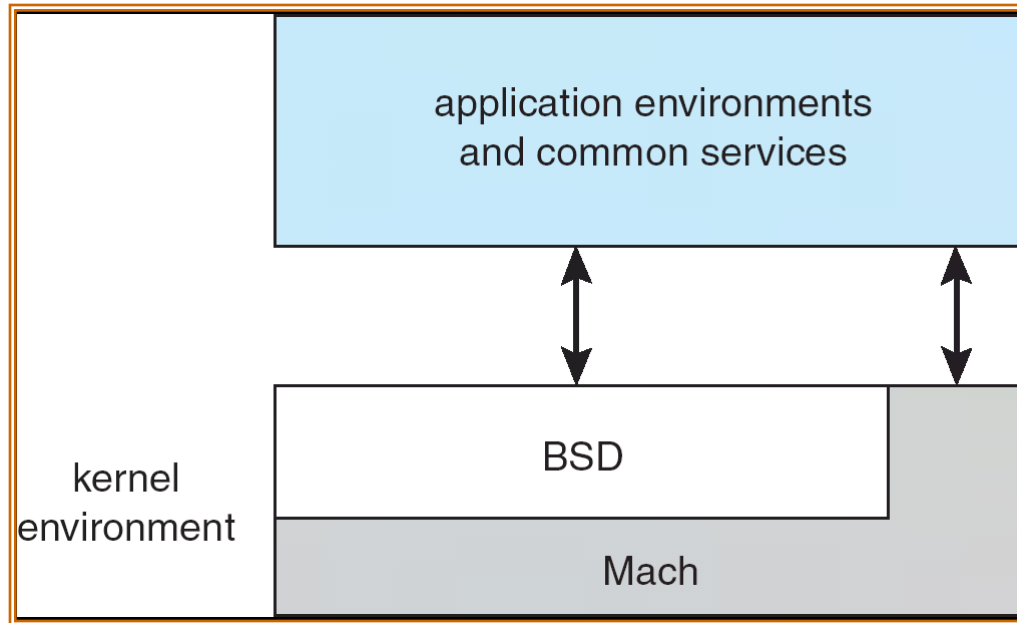 application environments
and common services
BSD
kernel
environment
Mach